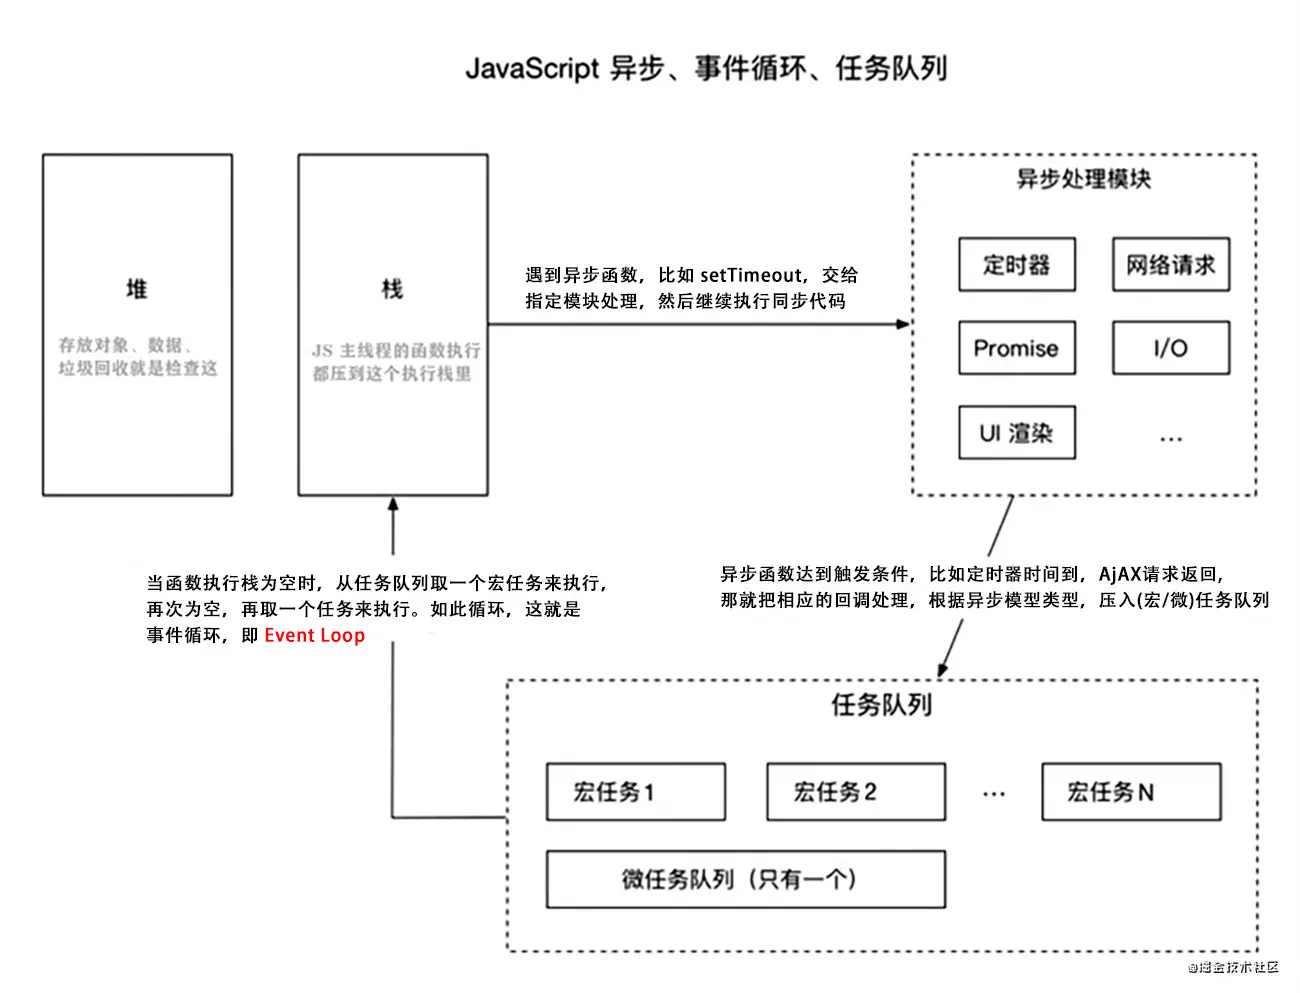 JavaScript 异步、事件循环、任务队列
堆
存放对象、数据、
垃圾回收就是检查这
栈
JS 主线程的函数执行
都压到这个执行栈里
遇到异步函数，比如 setTimeout，交给
指定模块处理，然后继续执行同步代码
异步处理模块
定时器
网络请求
Promise
I/O
UI 渲染
...
当函数执行栈为空时，从任务队列取一个宏任务来执行，
再次为空，再取一个任务来执行。如此循环，这就是
事件循环，即 Event Loop
异步函数达到触发条件，比如定时器时间到，AjAX请求返回，
那就把相应的回调处理，根据异步模型类型，压入(宏/微)任务队列
任务队列
宏任务1
宏任务2
...
宏任务N
微任务队列（只有一个）
@掘金技术社区